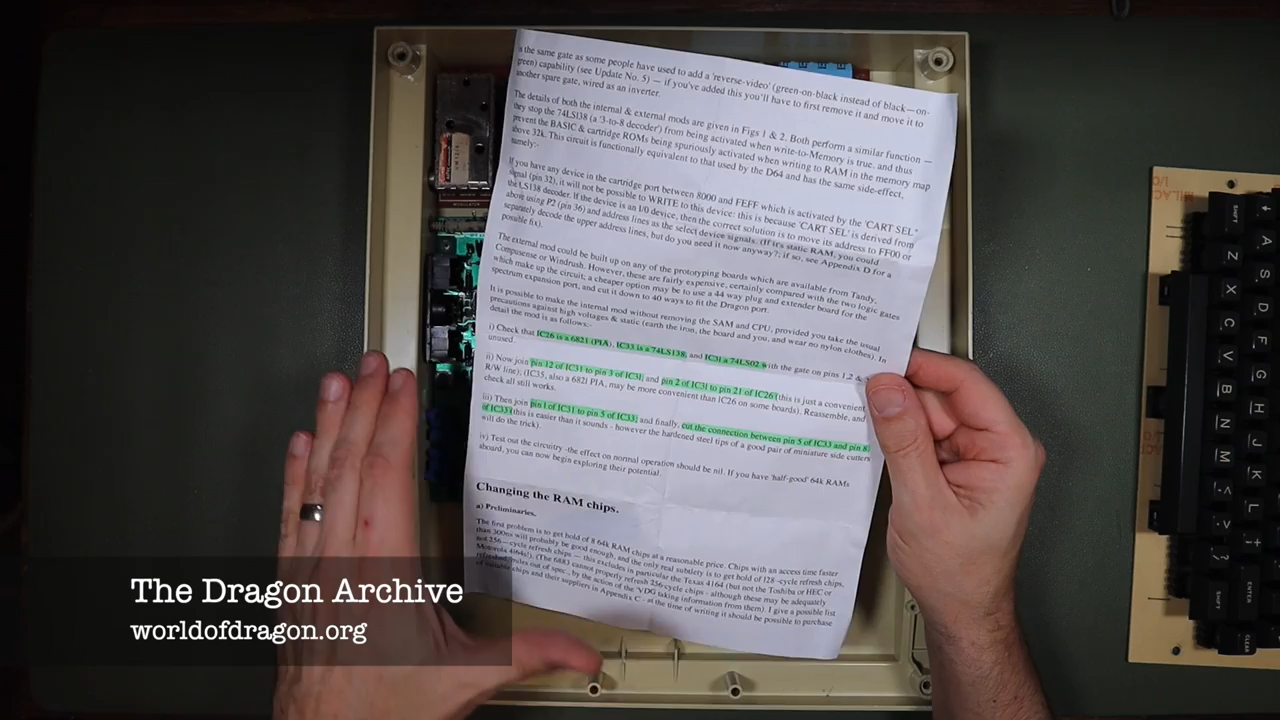 s the same gate as some people have used to add a 'reverse-video' (green-on-black instead of black—on-
green) capability (see Update No. 5) — if you've added this you'll have to first remove it and move it to
another spare gate, wired as an inverter.
The details of both the internal & external mods are given in Figs 1 & 2. Both perform a similar function —
they stop the 74LS138 (a '3-to-8 decoder') from being activated when write-to-Memory is true, and thus
prevent the BASIC & cartridge ROMs being spuriously activated when writing to RAM in the memory map
above 32k. This circuit is functionally equivalent to that used by the D64 and has the same side-effect,
namely:-
If you have any device in the cartridge port between 8000 and FEFF which is activated by the 'CART SEL'
signal (pin 32), it will not be possible to WRITE to this device: this is because 'CART SEL' is derived from
the LS138 decoder. If the device is an I/O device, then the correct solution is to move its address to FF00 or
above using P2 (pin 36) and address lines as the select device signals. (If it's static RAM, you could
separately decode the upper address lines, but do you need it now anyway?; if so, see Appendix D for a
possible fix).
The external mod could be built up on any of the protoryping boards which are available from Tandy,
Compusense or Windrush. However, these are fairly expensive, certainly compared with the two logic gates
which make up the circuit; a cheaper option may be to use a 44 way plug and extender board for the
spectrum expansion port, and cut it down to 40 ways to fit the Dragon port.
It is possible to make the internal mod without removing the SAM and CPU, provided you take the usual
precautions against high voltages & static (earth the iron, the board and you, and wear no nylon clothes). In
detail the mod is as follows:-
i) Check that IC26 is a 6821 (PIA), IC33 is a 74LS138, and IC3l a 74LS02 with the gate on pins 1,2 &
unused.
ii) Now join pin 12 of IC31 to pin 3 of IC3l, and pin 2 of IC3l to pin 21 of IC26 (this is just a convenient
R/W line); (IC35, also a 682l PIA, may be more convenient than IC26 on some boards). Reassemble, and
check all still works.
iii) Then join pin l of IC31 to pin 5 of IC33; and finally, cut the connection between pin 5 of IC33 and pin 8
of IC33 (this is easier than it sounds - however the hardened steel tips of a good pair of miniature side cutters
will do the trick).
iv) Test out the circuitry -the effect on normal operation should be nil. If you have 'half-good' 64k RAMs
aboard, you can now begin exploring their potential.
Changing the RAM chips.
a) Preliminaries.
The first problem is to get hold of 8 64k RAM chips at a reasonable price. Chips with an access time faster
than 300ns will probably be good enough, and the only real subtlety is to get hold of l28 -cycle refresh chips,
not 256 – cycle refresh chips — this excludes in particular the Texas 4164 (but not the Toshiba or HEC or
Motorola 4164s!). (The 6883 cannot properly refresh 256-cycle chips - although these may be adequately
refreshed, rules out of spec., by the action of the 'VDG taking information from them). I give a possible list
of suitable chips and their suppliers in Appendix C - at the time of writing it should be possible to purchase
MODULATOR
SHIFT
Z
X
C
V
B
N
M
<
>
?
SHIFT
A
S
D
F
G
H
J
K
L
ENTER
CLEAR
The Dragon Archive
worldofdragon.org